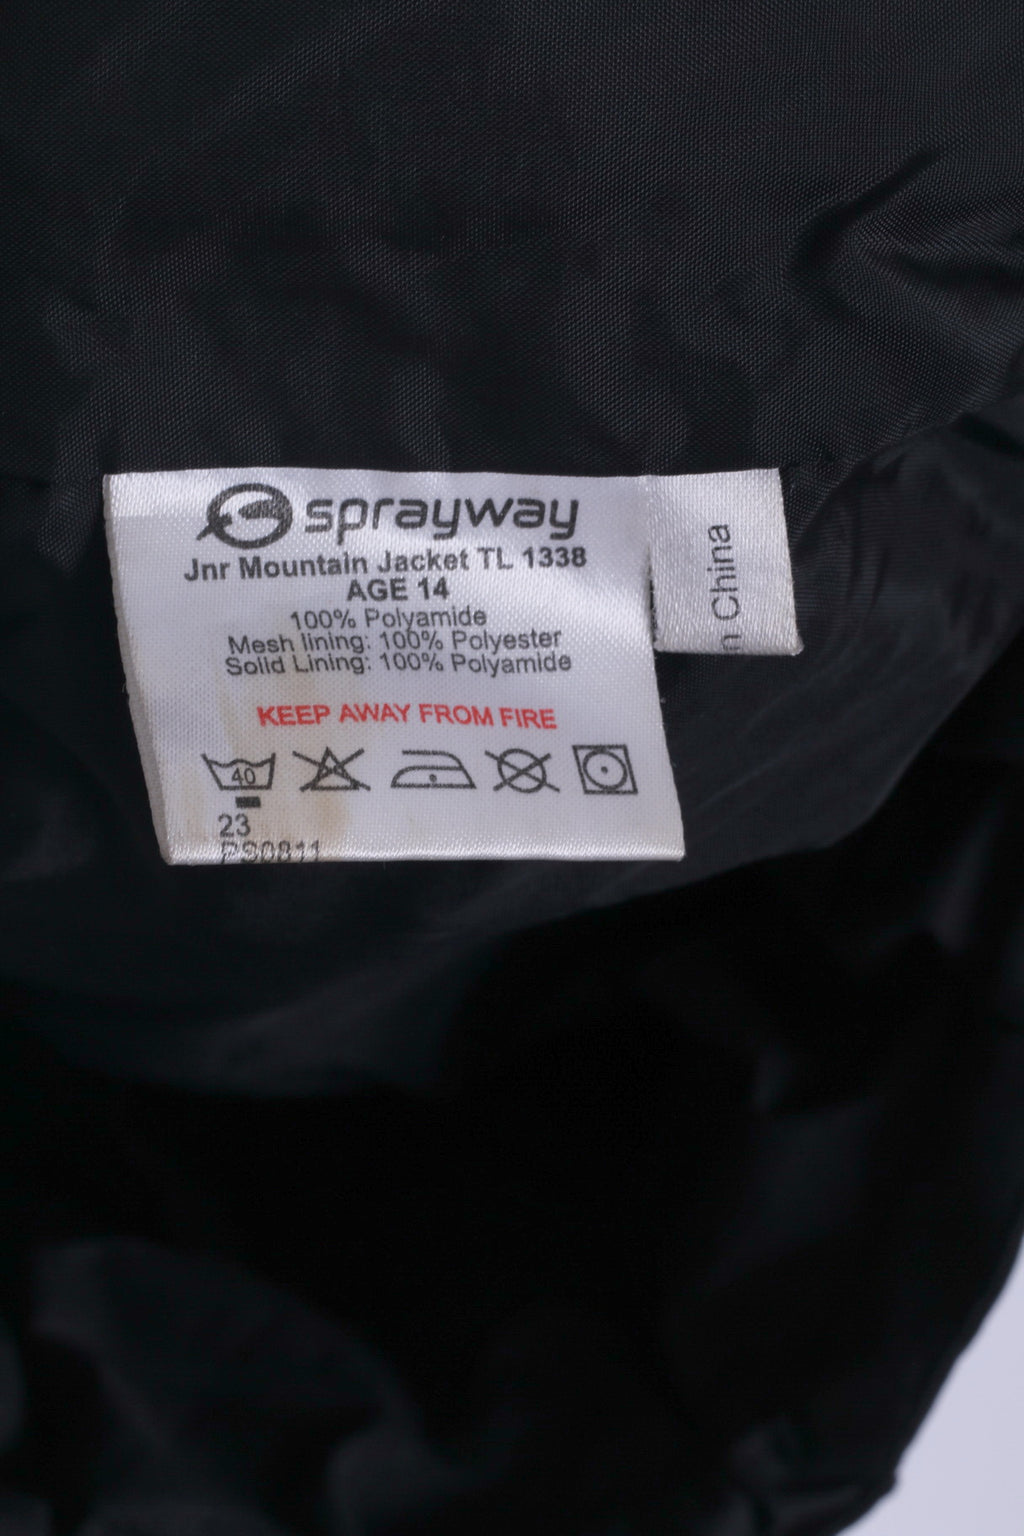 sprayway
Jnr Mountain Jacket TL 1338
AGE 14
100% Polyamide
Mesh lining: 100% Polyester
Solid Lining: 100% Polyamide
KEEP AWAY FROM FIRE
40
23
PS0811
n China